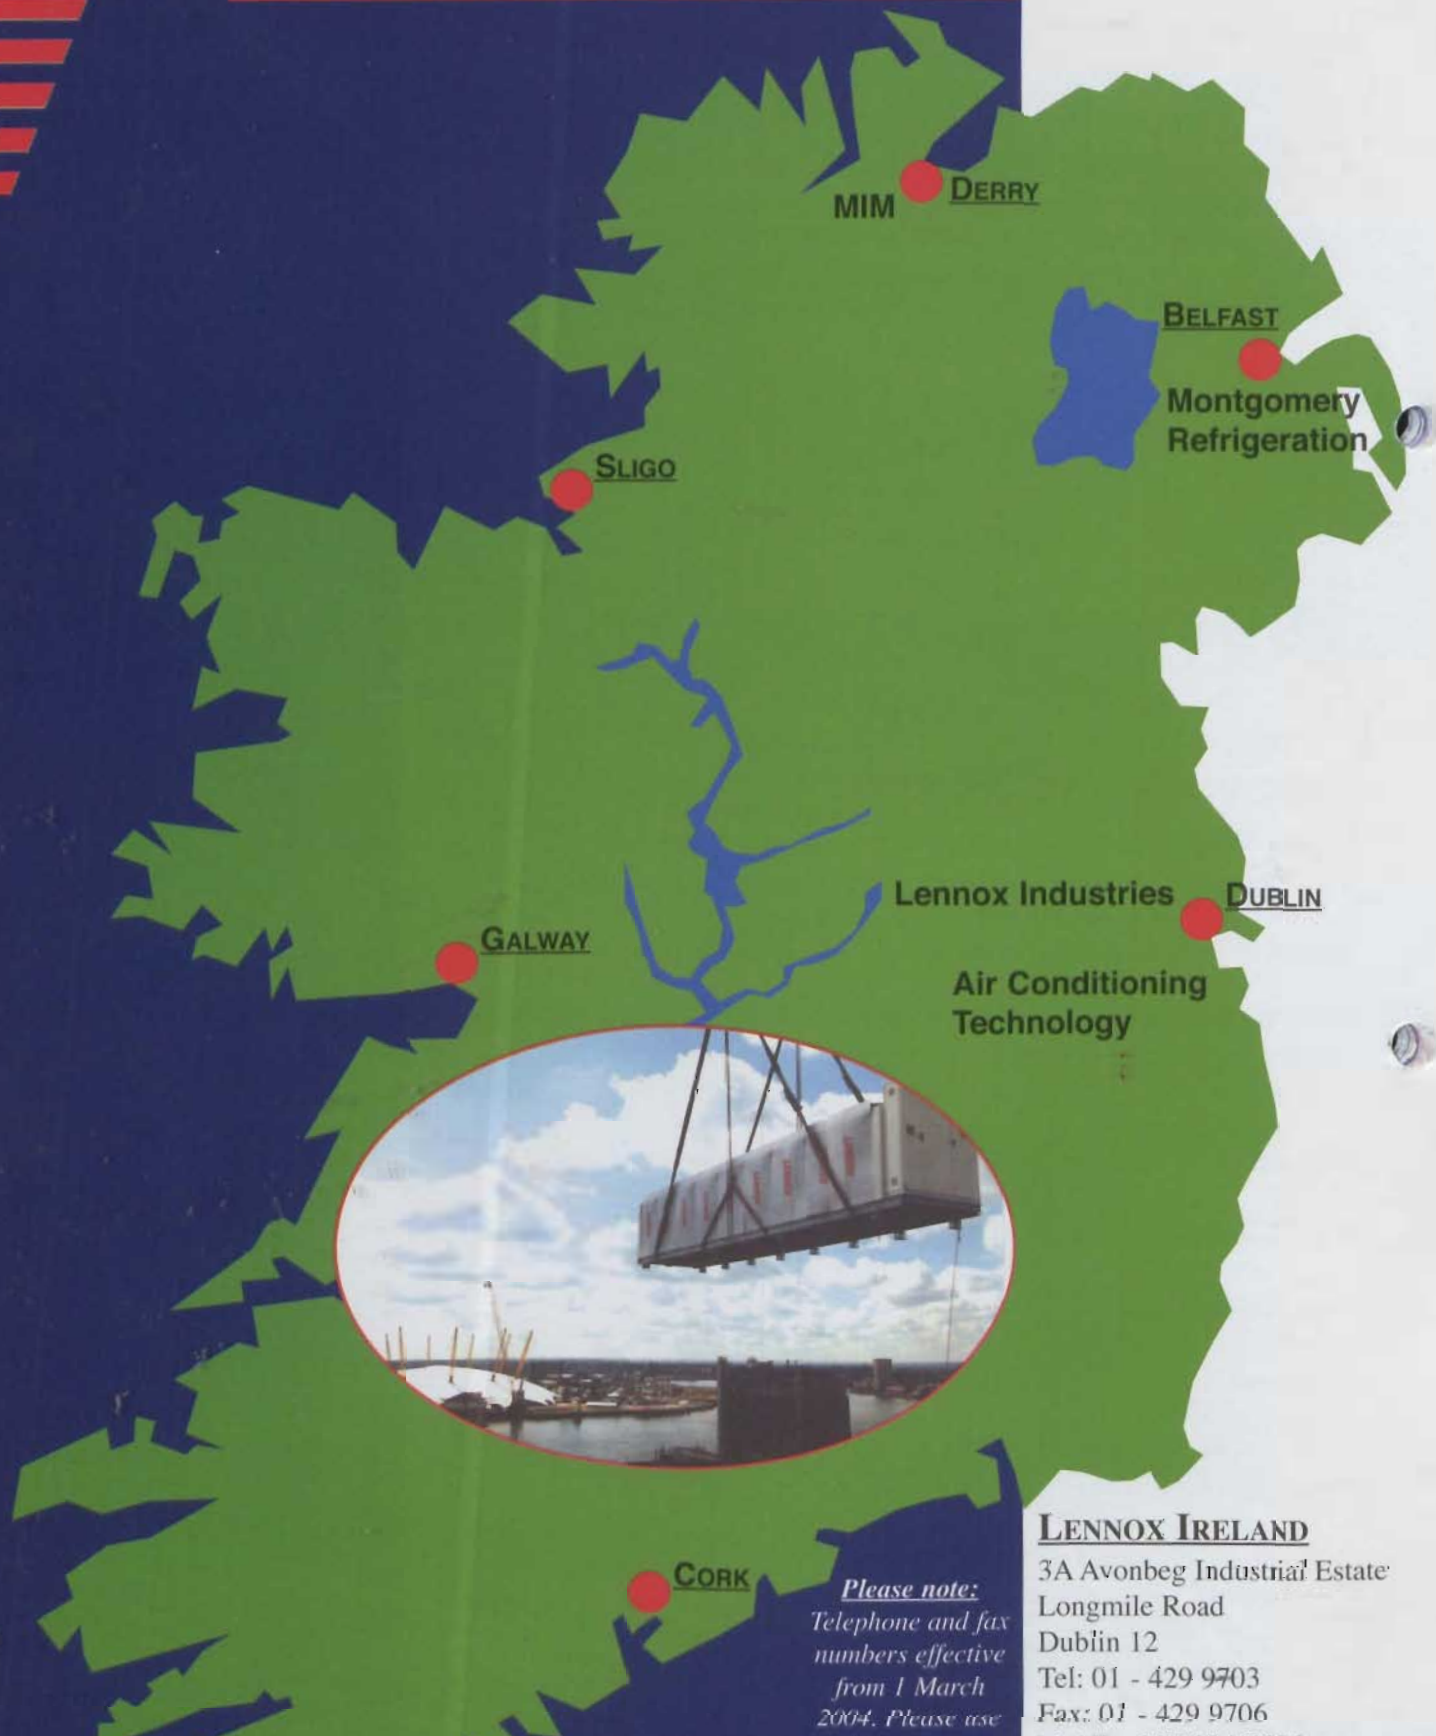 MIM
DERRY
BELFAST
Montgomery
Refrigeration
SLIGO
Lennox Industries
DUBLIN
GALWAY
Air Conditioning
Technology
CORK
Please note:
Telephone and fax
numbers effective
from 1 March
2004. Please use
LENNOX IRELAND
3A Avonbeg Industrial Estate
Longmile Road
Dublin 12
Tel: 01 - 429 9703
Fax: 01 - 429 9706